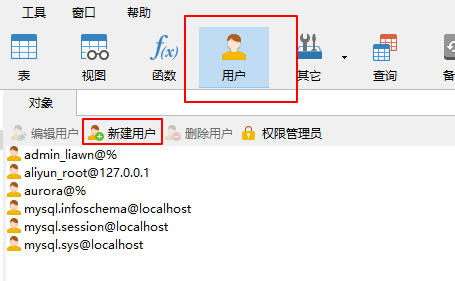 工具 窗口 帮助
表 视图 函数 用户 其它 查询 备
对象
编辑用户 新建用户 删除用户 权限管理员
admin_liawn@%
aliyun_root@127.0.0.1
aurora@%
mysql.infoschema@localhost
mysql.session@localhost
mysql.sys@localhost